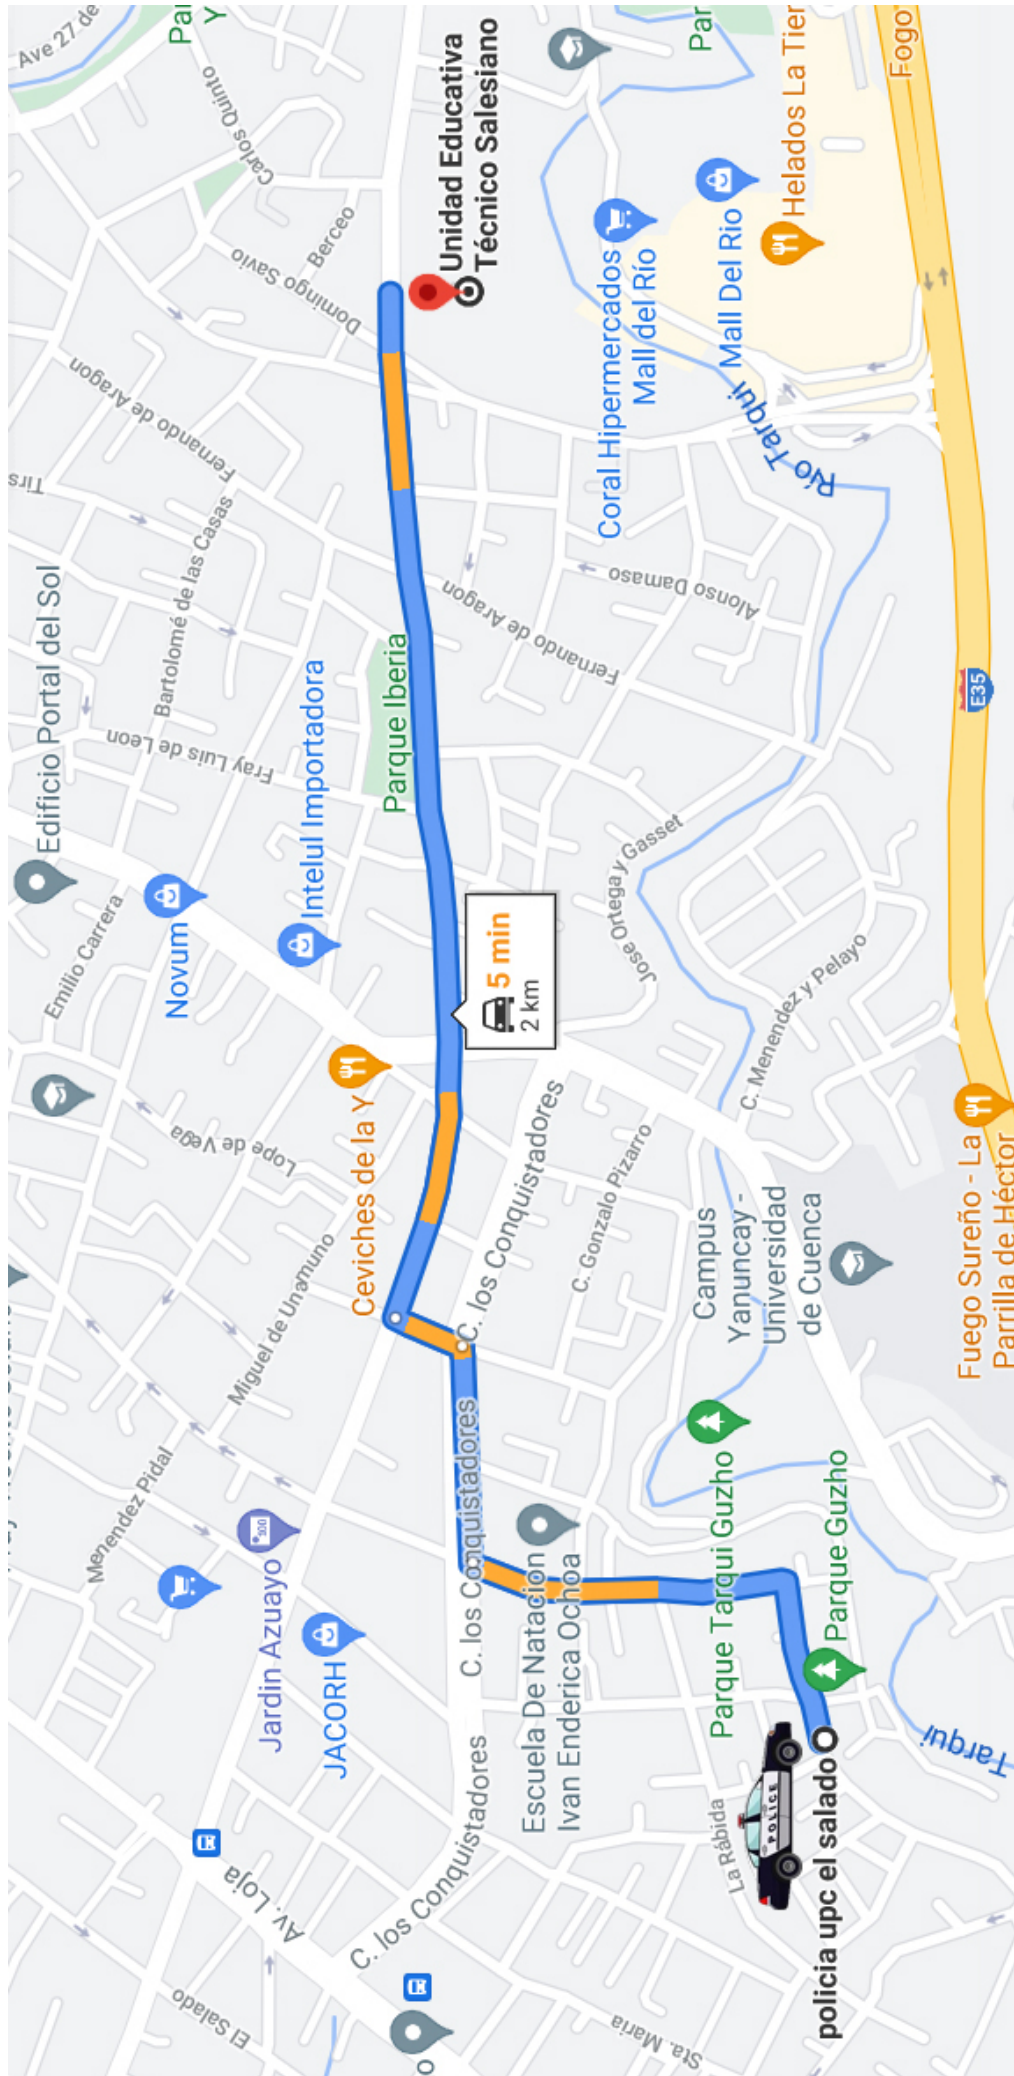 Ave 27 de
Par
Y
Carlos Quinto
Unidad Educativa
Técnico Salesiano
Par
Helados La Tier
Fogo
Berceo
Domingo Savio
Mall Del Rio
Coral Hipermercados
Mall del Río
Fernando de Aragon
Río Tarqui
Tirs
Bartolomé de las Casas
Fernando de Aragon
Alonso Damaso
Edificio Portal del Sol
Fray Luis de Leon
Intelul Importadora
Parque Iberia
E35
Emilio Carrera
Novum
5 min
2 km
Jose Ortega y Gasset
C. Menendez y Pelayo
Lope de Vega
Ceviches de la Y
C. los Conquistadores
C. Gonzalo Pizarro
Campus
Yanuncay -
Universidad
de Cuenca
Fuego Sureño - La
Parrilla de Héctor
Miguel de Unamuno
Menendez Pidal
C. los Conquistadores
Jardin Azuayo
JACORH
Escuela De Natacion
Ivan Enderica Ochoa
Parque Tarqui Guzho
Parque Guzho
Tarqui
C. los Conquistadores
La Rábida
POLICE
policia upc el salado
Av. Loja
El Salado
Sta. Maria